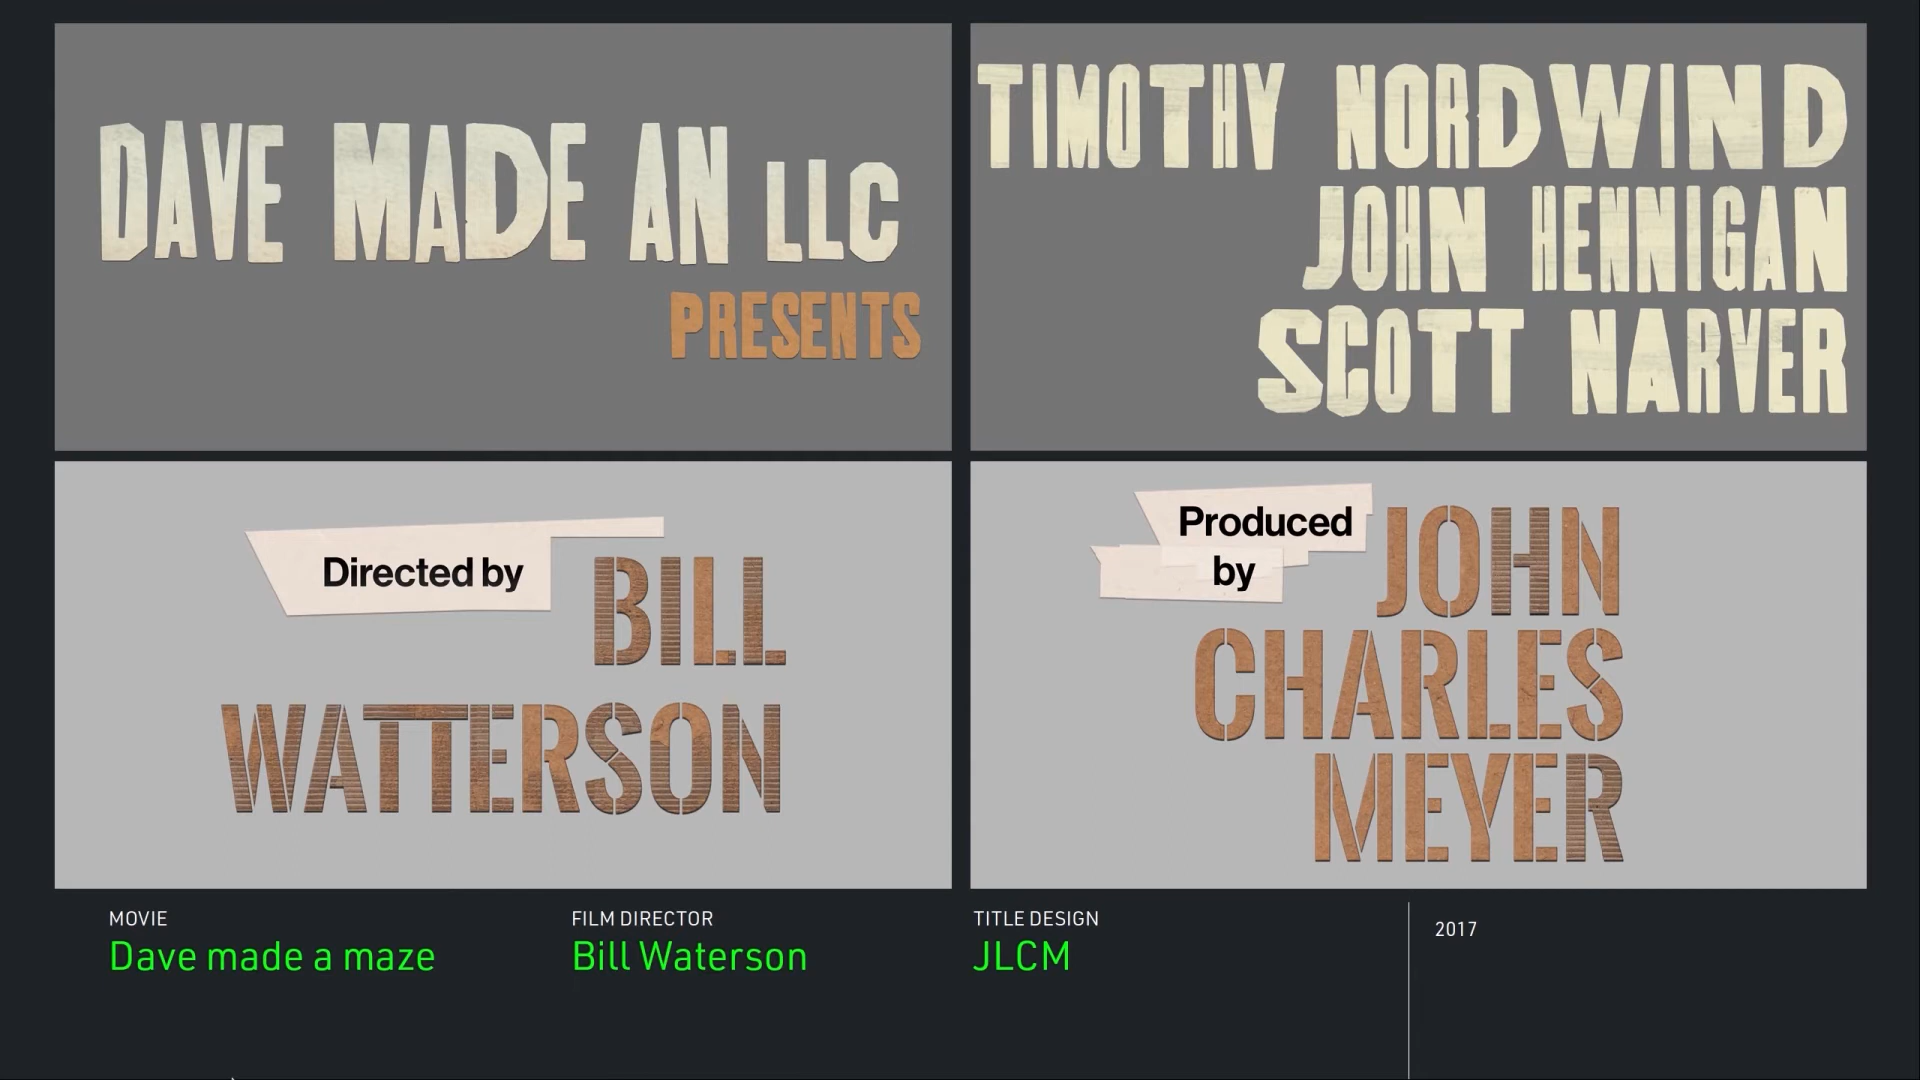 DAVE MADE AN LLC
PRESENTS
TIMOTHY NORDWIND
JOHN HENNIGAN
SCOTT NARVER
Directed by
BILL
WATTERSON
Produced
by
JOHN
CHARLES
MEYER
MOVIE
Dave made a maze
FILM DIRECTOR
Bill Waterson
TITLE DESIGN
JLCM
2017